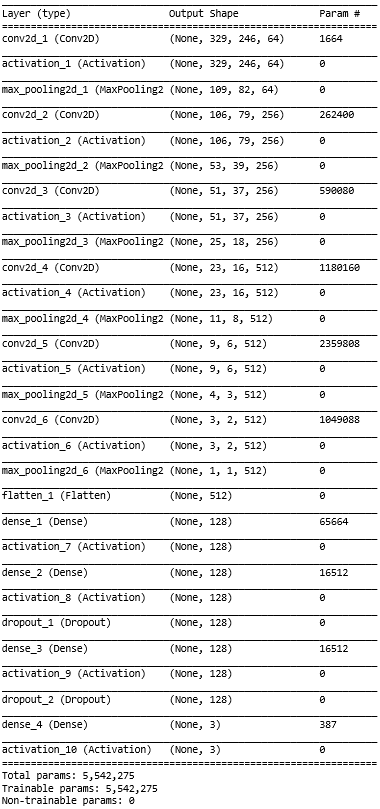 Layer (type) Output Shape Param #
conv2d_1 (Conv2D) (None, 329, 246, 64) 1664
activation_1 (Activation) (None, 329, 246, 64) 0
max_pooling2d_1 (MaxPooling2 (None, 109, 82, 64) 0
conv2d_2 (Conv2D) (None, 106, 79, 256) 262400
activation_2 (Activation) (None, 106, 79, 256) 0
max_pooling2d_2 (MaxPooling2 (None, 53, 39, 256) 0
conv2d_3 (Conv2D) (None, 51, 37, 256) 590080
activation_3 (Activation) (None, 51, 37, 256) 0
max_pooling2d_3 (MaxPooling2 (None, 25, 18, 256) 0
conv2d_4 (Conv2D) (None, 23, 16, 512) 1180160
activation_4 (Activation) (None, 23, 16, 512) 0
max_pooling2d_4 (MaxPooling2 (None, 11, 8, 512) 0
conv2d_5 (Conv2D) (None, 9, 6, 512) 2359808
activation_5 (Activation) (None, 9, 6, 512) 0
max_pooling2d_5 (MaxPooling2 (None, 4, 3, 512) 0
conv2d_6 (Conv2D) (None, 3, 2, 512) 1049088
activation_6 (Activation) (None, 3, 2, 512) 0
max_pooling2d_6 (MaxPooling2 (None, 1, 1, 512) 0
flatten_1 (Flatten) (None, 512) 0
dense_1 (Dense) (None, 128) 65664
activation_7 (Activation) (None, 128) 0
dense_2 (Dense) (None, 128) 16512
activation_8 (Activation) (None, 128) 0
dropout_1 (Dropout) (None, 128) 0
dense_3 (Dense) (None, 128) 16512
activation_9 (Activation) (None, 128) 0
dropout_2 (Dropout) (None, 128) 0
dense_4 (Dense) (None, 3) 387
activation_10 (Activation) (None, 3) 0
Total params: 5,542,275
Trainable params: 5,542,275
Non-trainable params: 0